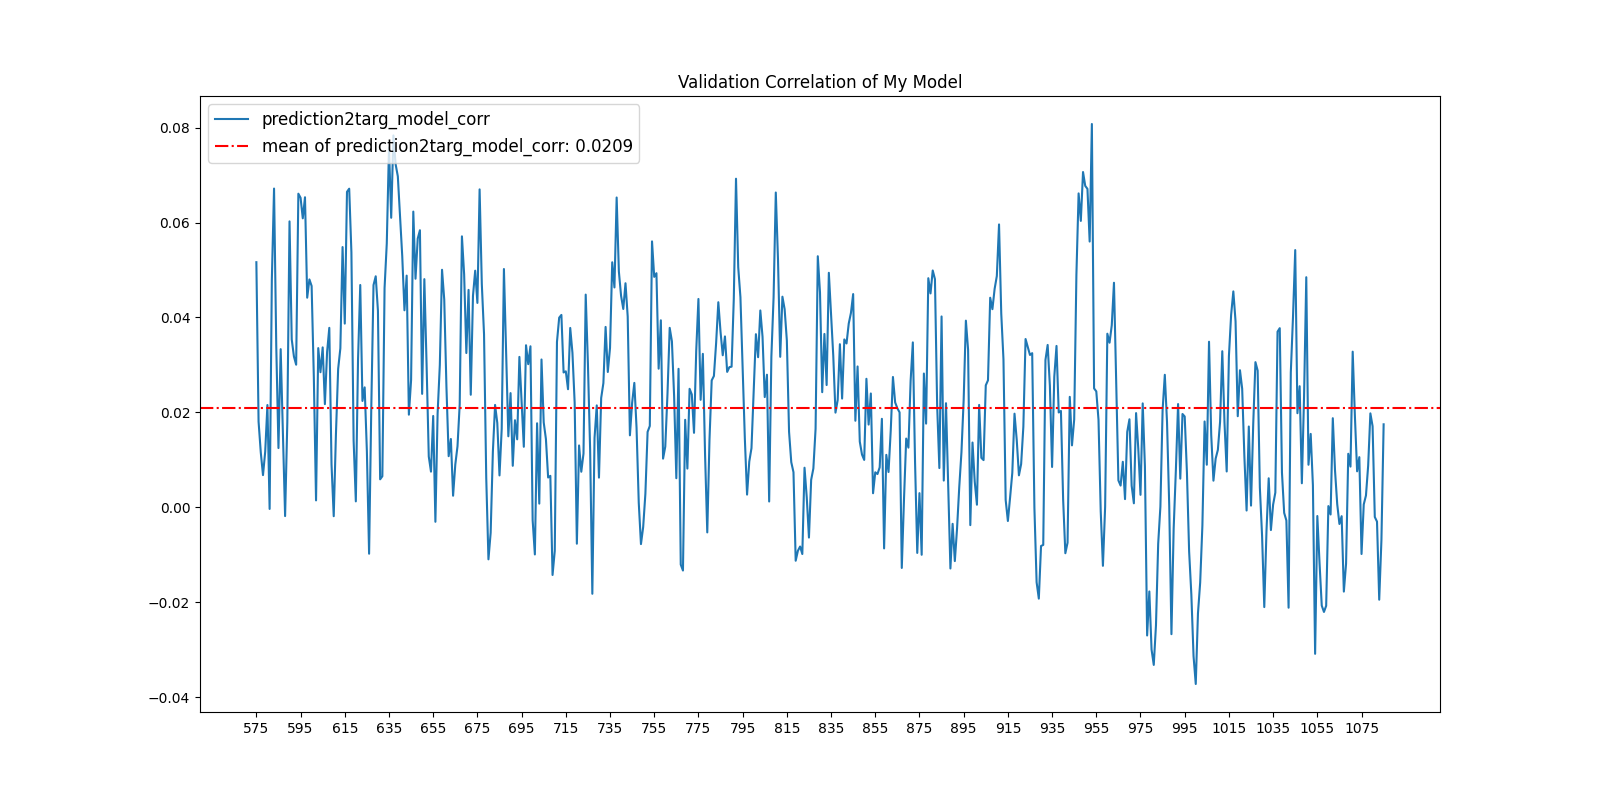 Validation Correlation of My Model
prediction2targ_model_corr
mean of prediction2targ_model_corr: 0.0209
0.08
0.06
0.04
0.02
0.00
−0.02
−0.04
575 595 615 635 655 675 695 715 735 755 775 795 815 835 855 875 895 915 935 955 975 995 1015 1035 1055 1075